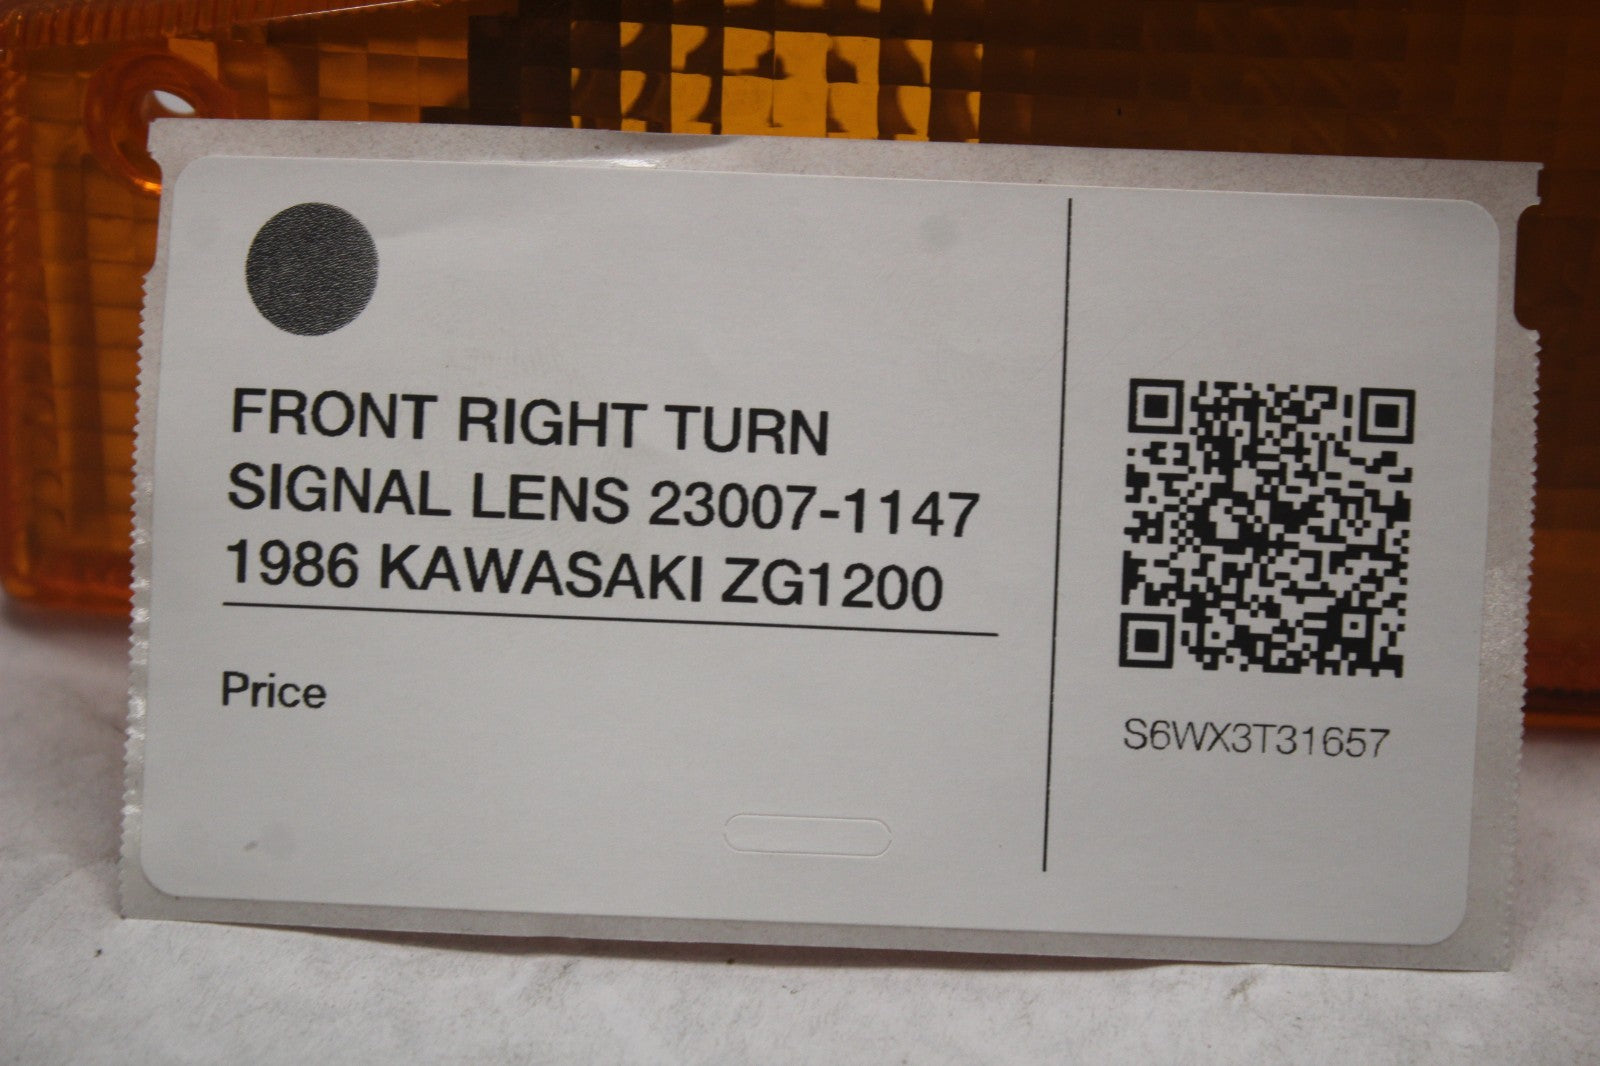 FRONT RIGHT TURN
SIGNAL LENS 23007-1147
1986 KAWASAKI ZG1200
Price
S6WX3T31657